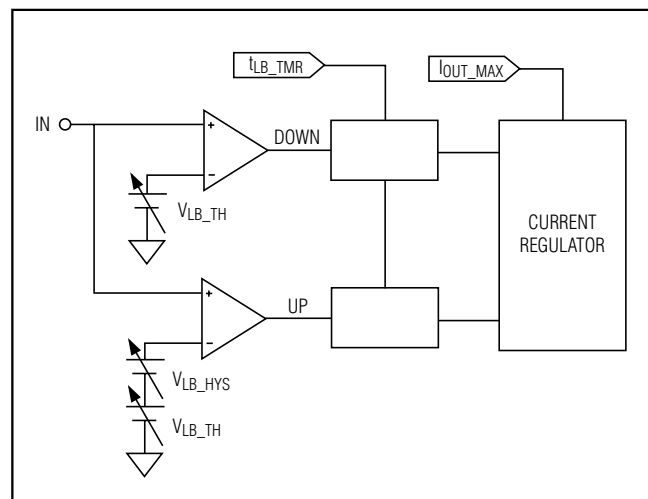 tLB_TMR
IOUT_MAX
IN
+
DOWN
−
VLB_TH
CURRENT
REGULATOR
+
UP
−
VLB_HYS
VLB_TH